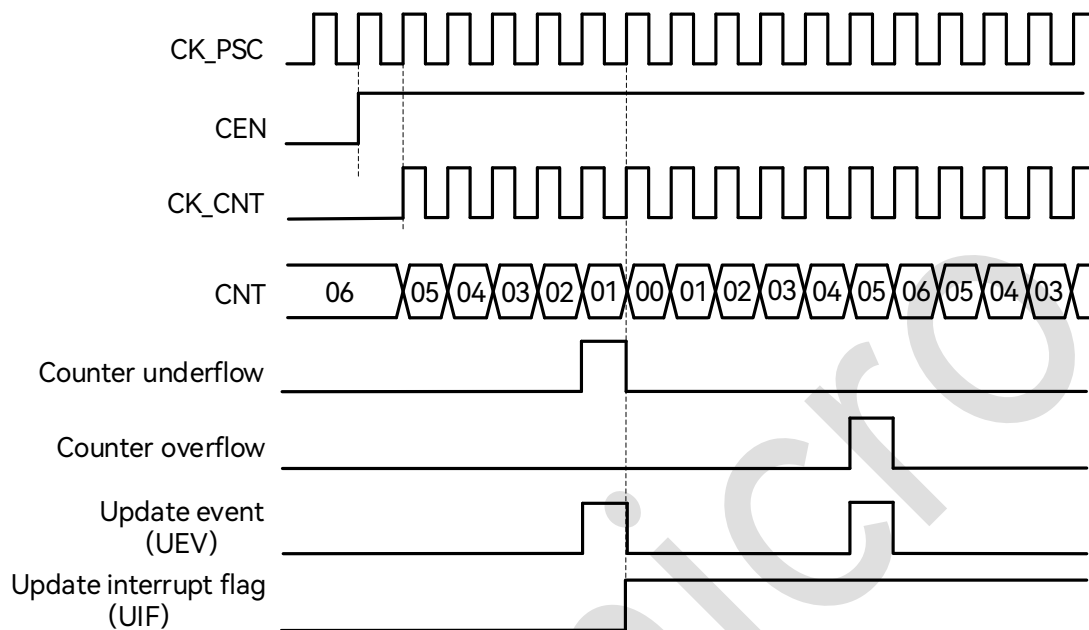 CK_PSC
CEN
CK_CNT
CNT 06 05 04 03 02 01 00 01 02 03 04 05 06 05 04 03
Counter underflow
Counter overflow
Update event
(UEV)
Update interrupt flag
(UIF)
micro